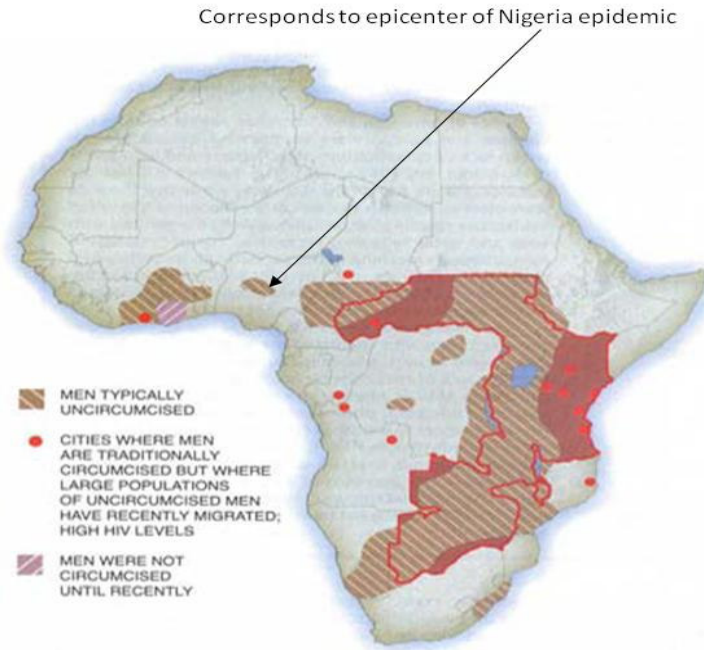 Corresponds to epicenter of Nigeria epidemic
MEN TYPICALLY
UNCIRCUMCISED
CITIES WHERE MEN
ARE TRADITIONALLY
CIRCUMCISED BUT WHERE
LARGE POPULATIONS
OF UNCIRCUMCISED MEN
HAVE RECENTLY MIGRATED;
HIGH HIV LEVELS
MEN WERE NOT
CIRCUMCISED
UNTIL RECENTLY